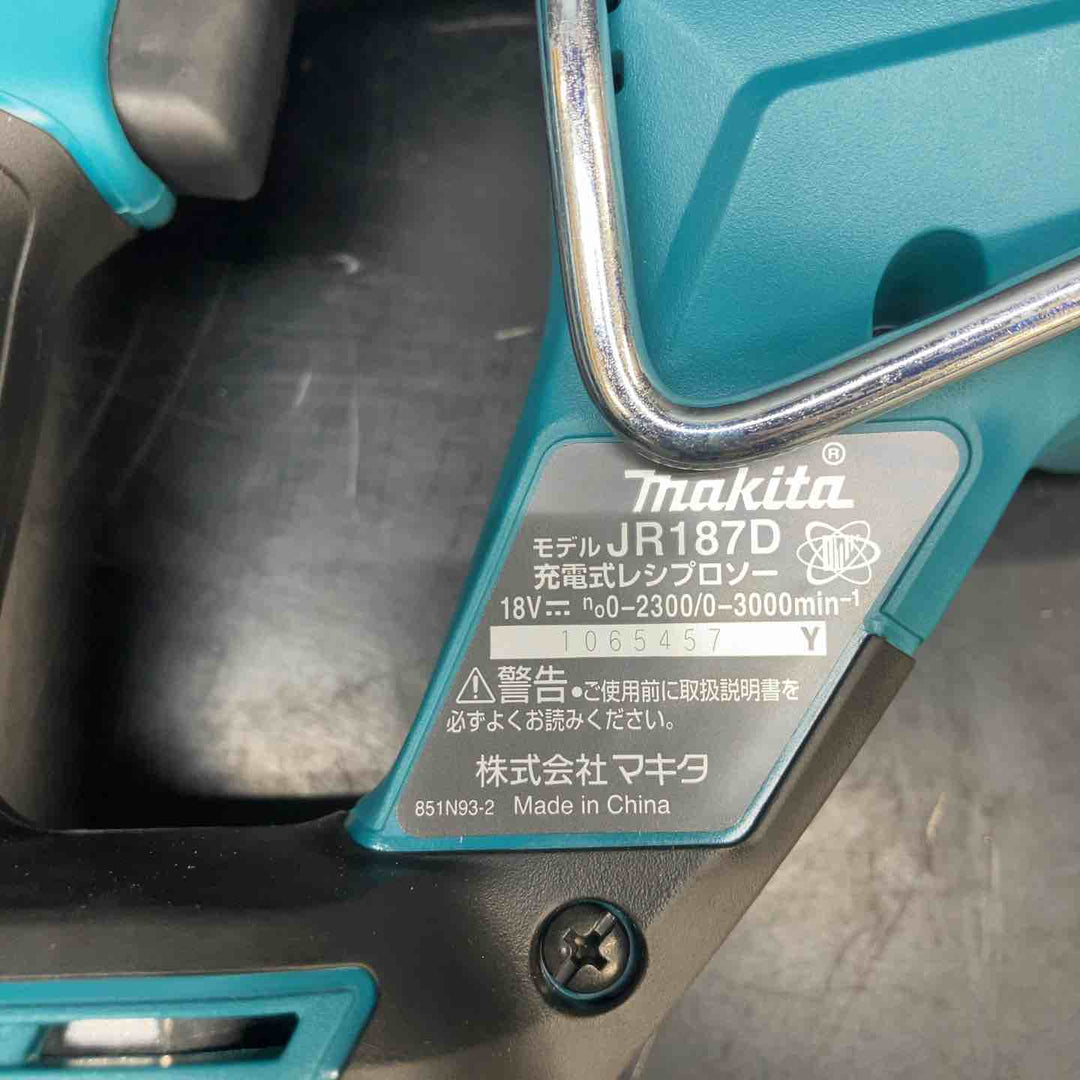 makita®
モデル JR187D
充電式レシプロソー
18V⎓ n₀0-2300/0-3000min⁻¹
1065457 Y
⚠警告•ご使用前に取扱説明書を
必ずよくお読みください。
株式会社 マキタ
851N93-2 Made in China